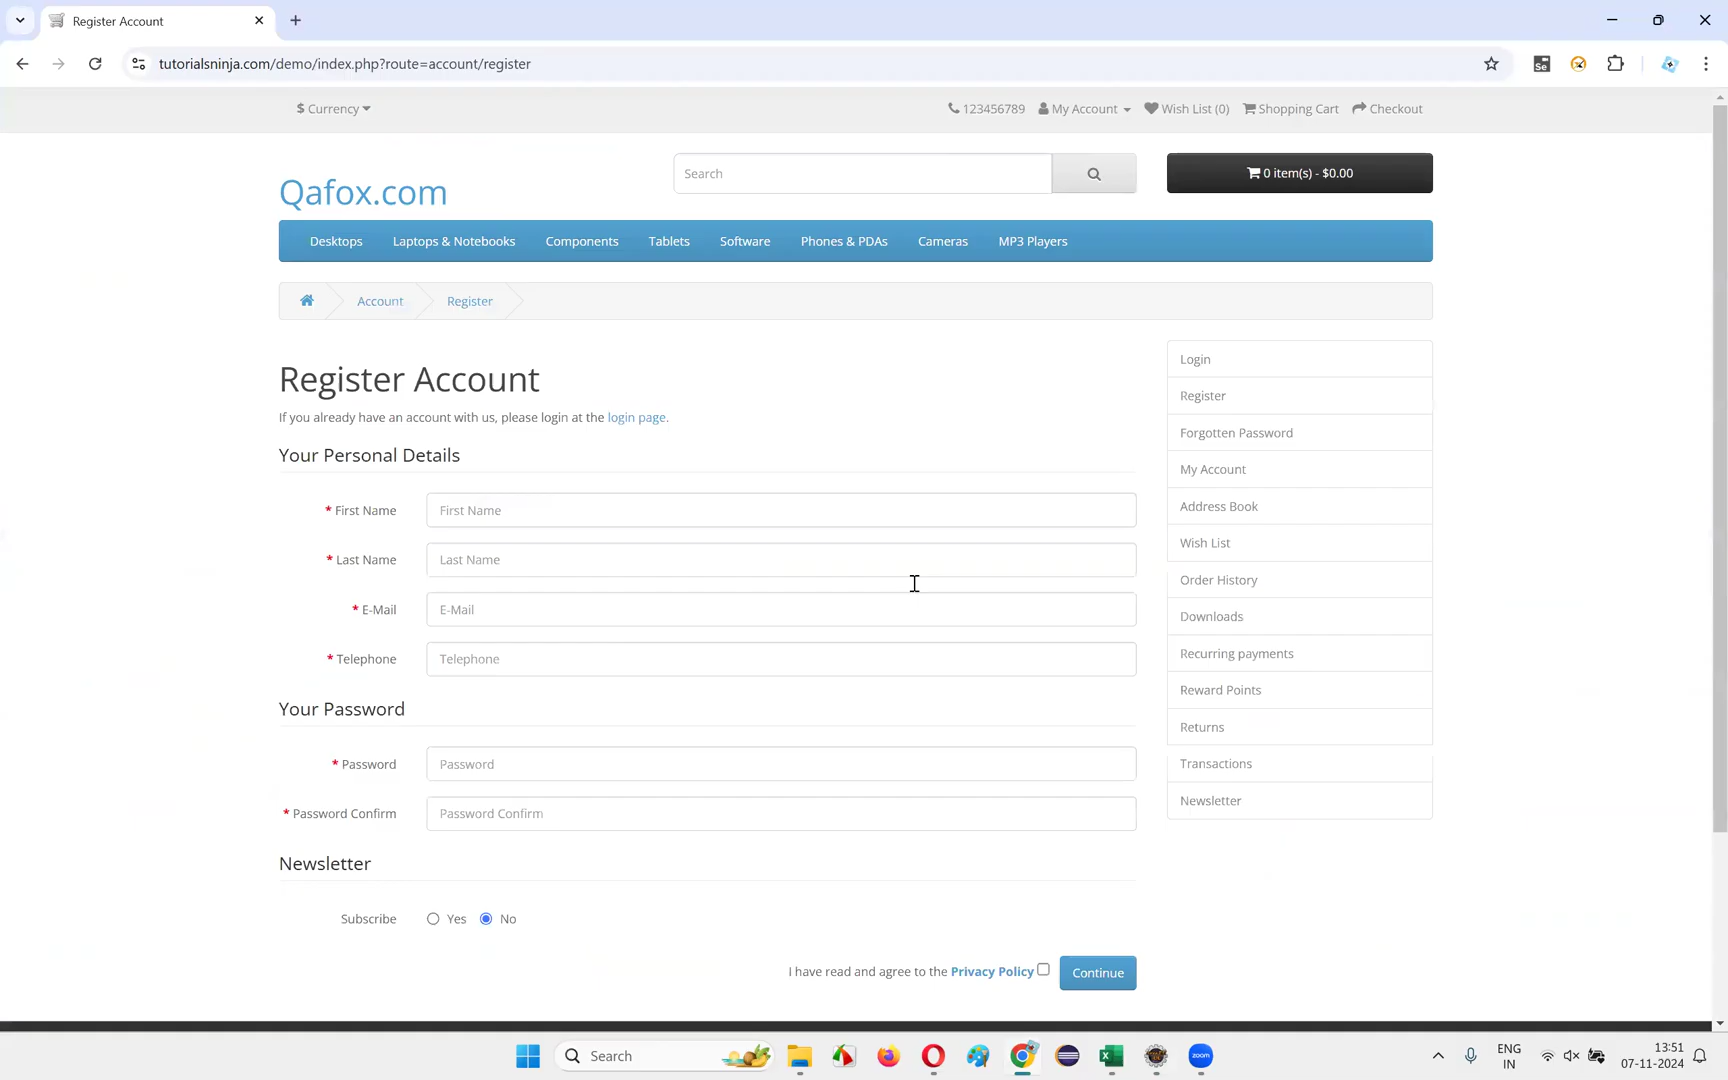 Register Account
tutorialsninja.com/demo/index.php?route=account/register
$ Currency
123456789 My Account Wish List (0) Shopping Cart Checkout
Qafox.com
Search
0 item(s) - $0.00
Desktops Laptops & Notebooks Components Tablets Software Phones & PDAs Cameras MP3 Players
Account Register
Register Account
If you already have an account with us, please login at the login page.
Your Personal Details
* First Name First Name
* Last Name Last Name
* E-Mail E-Mail
* Telephone Telephone
Your Password
* Password Password
* Password Confirm Password Confirm
Newsletter
Subscribe Yes No
I have read and agree to the Privacy Policy Continue
Login
Register
Forgotten Password
My Account
Address Book
Wish List
Order History
Downloads
Recurring payments
Reward Points
Returns
Transactions
Newsletter
Search
zoom
ENG
IN
13:51
07-11-2024